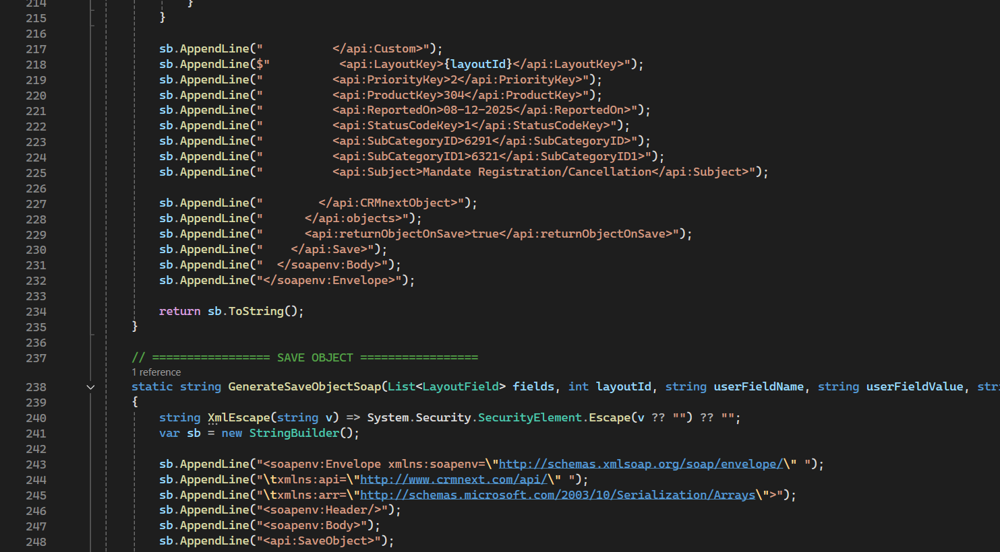 214                    }
215                }
216
217                sb.AppendLine("          </api:Custom>");
218                sb.AppendLine($"          <api:LayoutKey>{layoutId}</api:LayoutKey>");
219                sb.AppendLine("          <api:PriorityKey>2</api:PriorityKey>");
220                sb.AppendLine("          <api:ProductKey>304</api:ProductKey>");
221                sb.AppendLine("          <api:ReportedOn>08-12-2025</api:ReportedOn>");
222                sb.AppendLine("          <api:StatusCodeKey>1</api:StatusCodeKey>");
223                sb.AppendLine("          <api:SubCategoryID>6291</api:SubCategoryID>");
224                sb.AppendLine("          <api:SubCategoryID1>6321</api:SubCategoryID1>");
225                sb.AppendLine("          <api:Subject>Mandate Registration/Cancellation</api:Subject>");
226
227                sb.AppendLine("        </api:CRMnextObject>");
228                sb.AppendLine("      </api:objects>");
229                sb.AppendLine("      <api:returnObjectOnSave>true</api:returnObjectOnSave>");
230                sb.AppendLine("    </api:Save>");
231                sb.AppendLine("  </soapenv:Body>");
232                sb.AppendLine("</soapenv:Envelope>");
233
234                return sb.ToString();
235            }
236
237            // ================= SAVE OBJECT =================
1 reference
238            static string GenerateSaveObjectSoap(List<LayoutField> fields, int layoutId, string userFieldName, string userFieldValue, stri
239            {
240                string XmlEscape(string v) => System.Security.SecurityElement.Escape(v ?? "") ?? "";
241                var sb = new StringBuilder();
242
243                sb.AppendLine("<soapenv:Envelope xmlns:soapenv=\"http://schemas.xmlsoap.org/soap/envelope/\" ");
244                sb.AppendLine("\txmlns:api=\"http://www.crmnext.com/api/\" ");
245                sb.AppendLine("\txmlns:arr=\"http://schemas.microsoft.com/2003/10/Serialization/Arrays\">");
246                sb.AppendLine("<soapenv:Header/>");
247                sb.AppendLine("<soapenv:Body>");
248                sb.AppendLine("<api:SaveObject>");